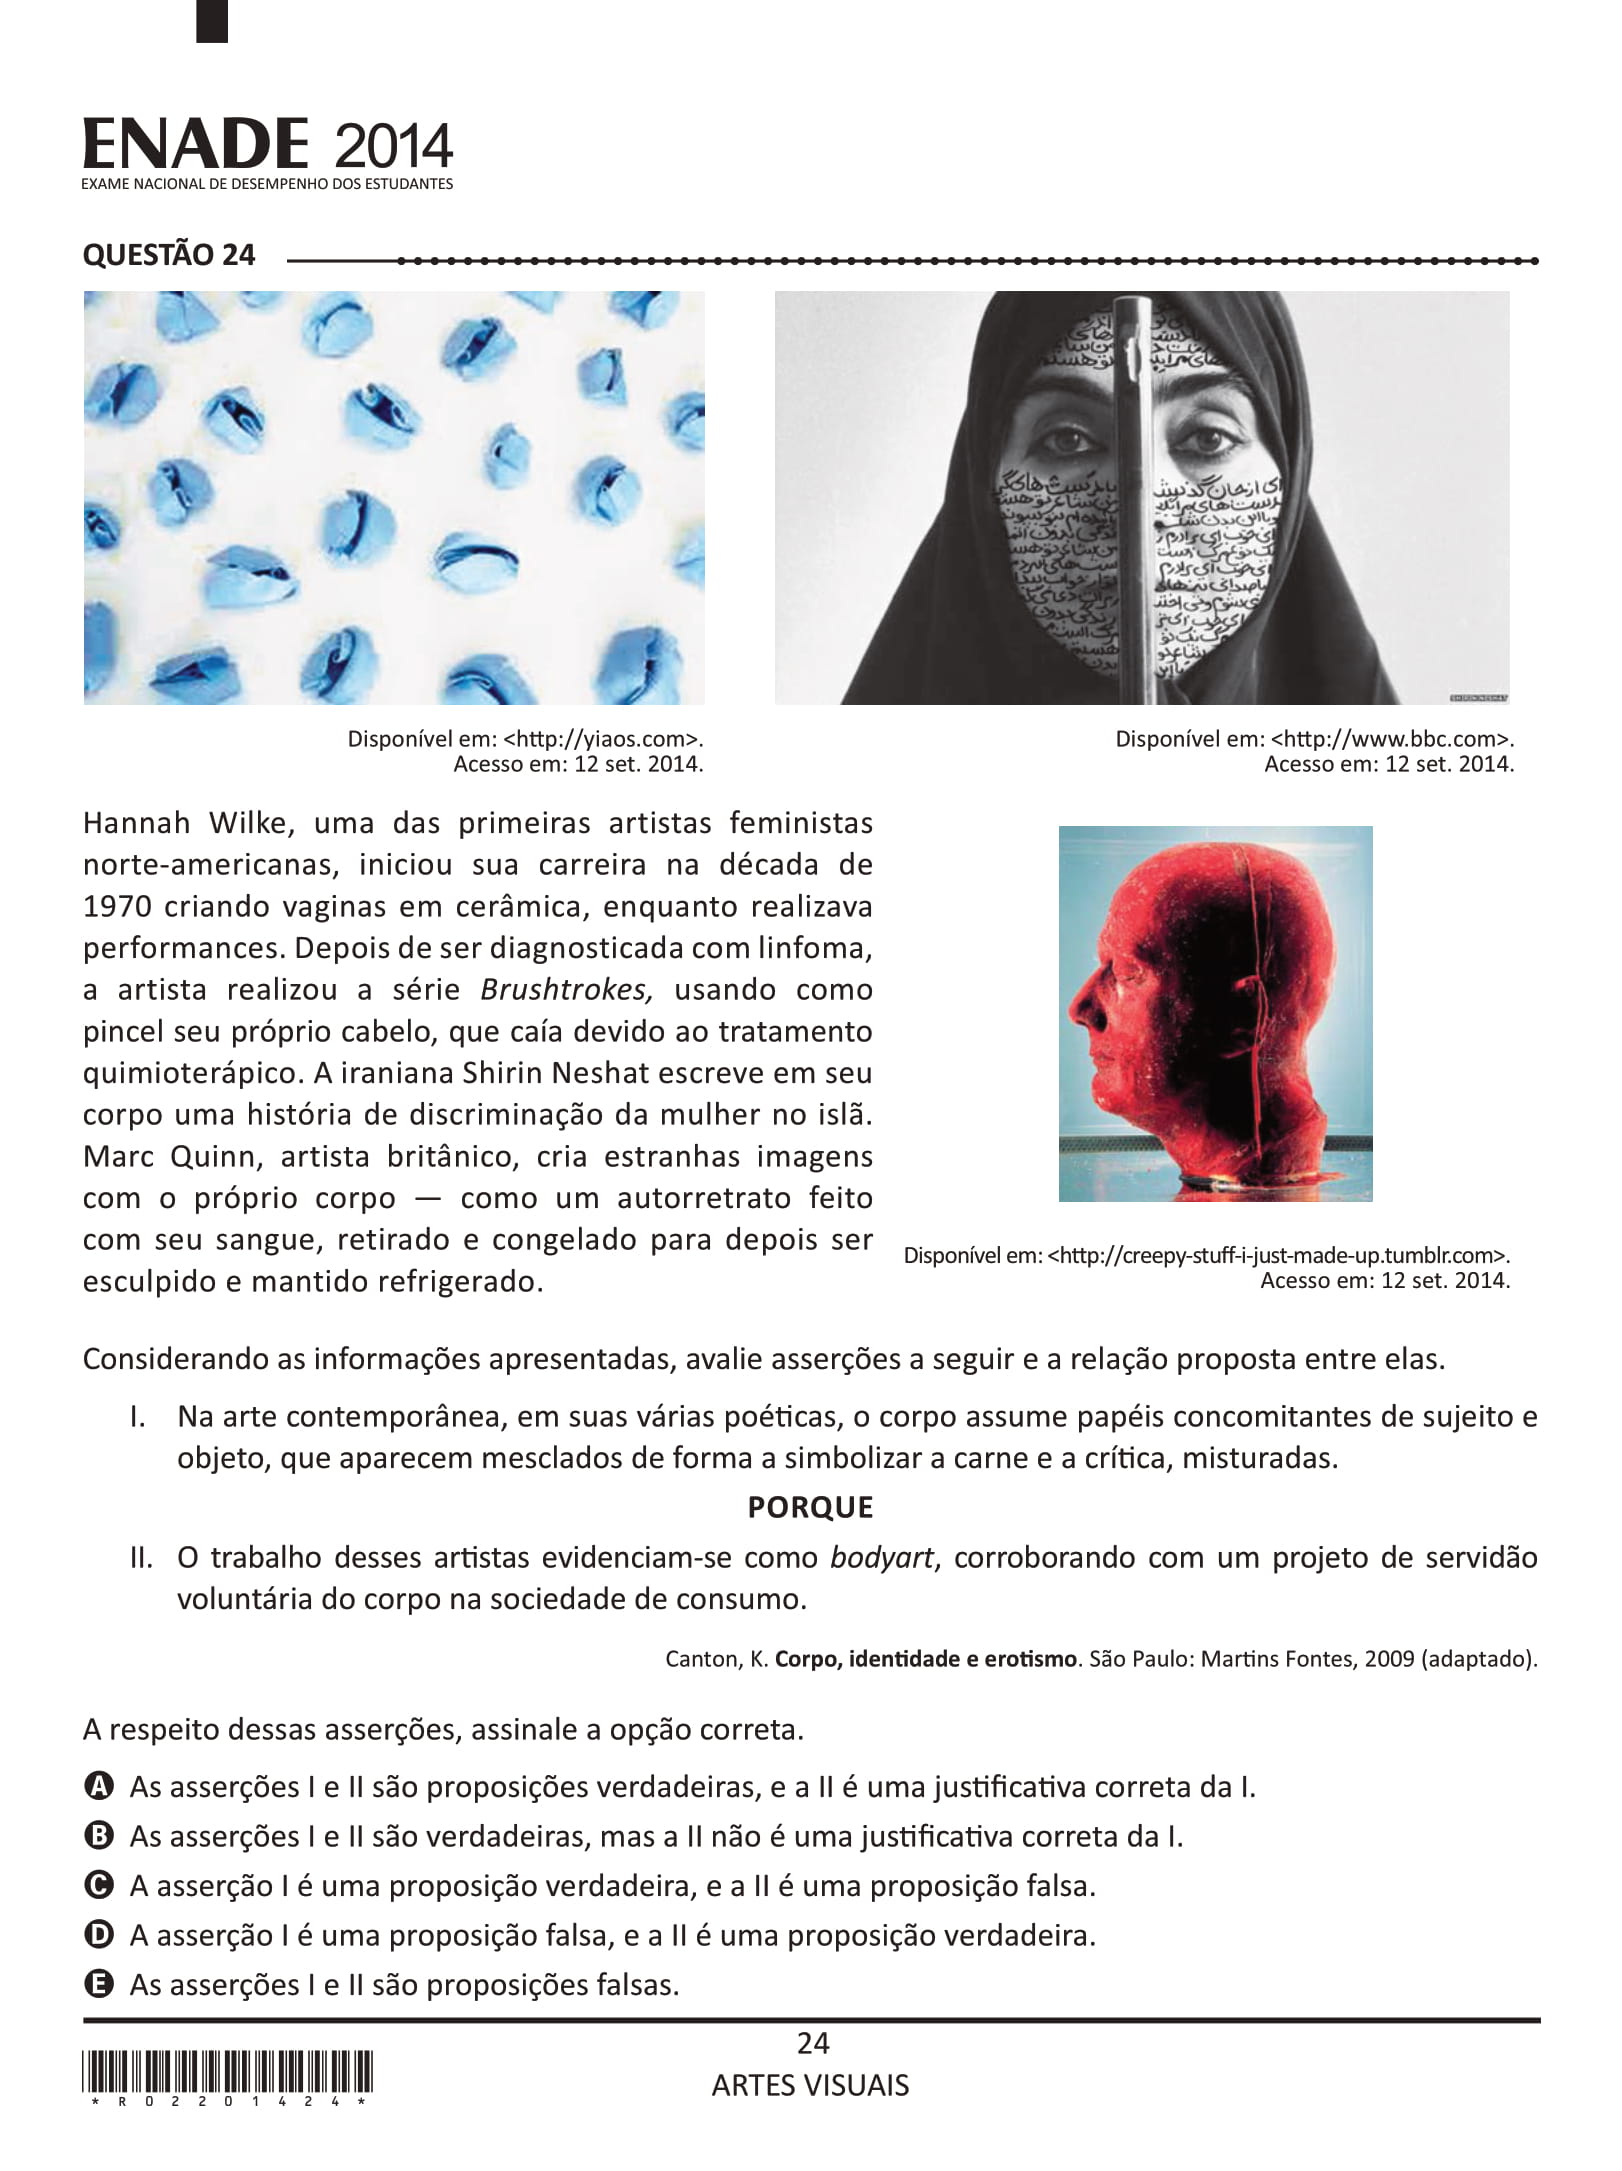 ENADE 2014
EXAME NACIONAL DE DESEMPENHO DOS ESTUDANTES
QUESTÃO 24
Disponível em: <http://yiaos.com>.
Acesso em: 12 set. 2014.
SHIRIN NESHAT
Disponível em: <http://www.bbc.com>.
Acesso em: 12 set. 2014.
Hannah Wilke, uma das primeiras artistas feministas
norte-americanas, iniciou sua carreira na década de
1970 criando vaginas em cerâmica, enquanto realizava
performances. Depois de ser diagnosticada com linfoma,
a artista realizou a série Brushtrokes, usando como
pincel seu próprio cabelo, que caía devido ao tratamento
quimioterápico. A iraniana Shirin Neshat escreve em seu
corpo uma história de discriminação da mulher no islã.
Marc Quinn, artista britânico, cria estranhas imagens
com o próprio corpo — como um autorretrato feito
com seu sangue, retirado e congelado para depois ser
esculpido e mantido refrigerado.
Disponível em: <http://creepy-stuff-i-just-made-up.tumblr.com>.
Acesso em: 12 set. 2014.
Considerando as informações apresentadas, avalie asserções a seguir e a relação proposta entre elas.
I. Na arte contemporânea, em suas várias poéticas, o corpo assume papéis concomitantes de sujeito e
objeto, que aparecem mesclados de forma a simbolizar a carne e a crítica, misturadas.
PORQUE
II. O trabalho desses artistas evidenciam-se como bodyart, corroborando com um projeto de servidão
voluntária do corpo na sociedade de consumo.
Canton, K. Corpo, identidade e erotismo. São Paulo: Martins Fontes, 2009 (adaptado).
A respeito dessas asserções, assinale a opção correta.
A As asserções I e II são proposições verdadeiras, e a II é uma justificativa correta da I.
B As asserções I e II são verdadeiras, mas a II não é uma justificativa correta da I.
C A asserção I é uma proposição verdadeira, e a II é uma proposição falsa.
D A asserção I é uma proposição falsa, e a II é uma proposição verdadeira.
E As asserções I e II são proposições falsas.
24
ARTES VISUAIS
* R 0 2 2 0 1 4 2 4 *